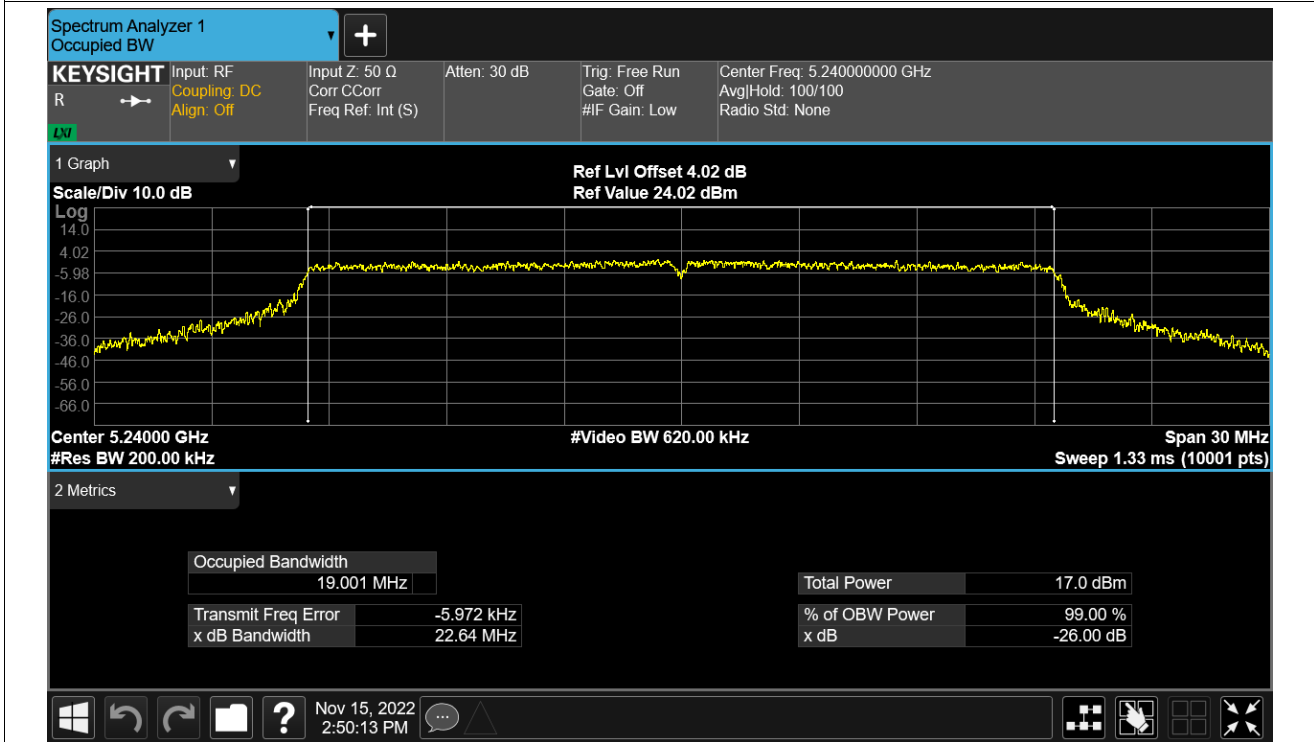 Spectrum Analyzer 1
Occupied BW
KEYSIGHT
R
LXI
Input: RF
Coupling: DC
Align: Off
Input Z: 50 Ω
Corr CCorr
Freq Ref: Int (S)
Atten: 30 dB
Trig: Free Run
Gate: Off
#IF Gain: Low
Center Freq: 5.240000000 GHz
Avg|Hold: 100/100
Radio Std: None
1 Graph
Scale/Div 10.0 dB
Ref Lvl Offset 4.02 dB
Ref Value 24.02 dBm
Log
14.0
4.02
-5.98
-16.0
-26.0
-36.0
-46.0
-56.0
-66.0
Center 5.24000 GHz
#Video BW 620.00 kHz
Span 30 MHz
#Res BW 200.00 kHz
Sweep 1.33 ms (10001 pts)
2 Metrics
Occupied Bandwidth
19.001 MHz
Total Power 17.0 dBm
Transmit Freq Error -5.972 kHz
% of OBW Power 99.00 %
x dB Bandwidth 22.64 MHz
x dB -26.00 dB
Nov 15, 2022
2:50:13 PM